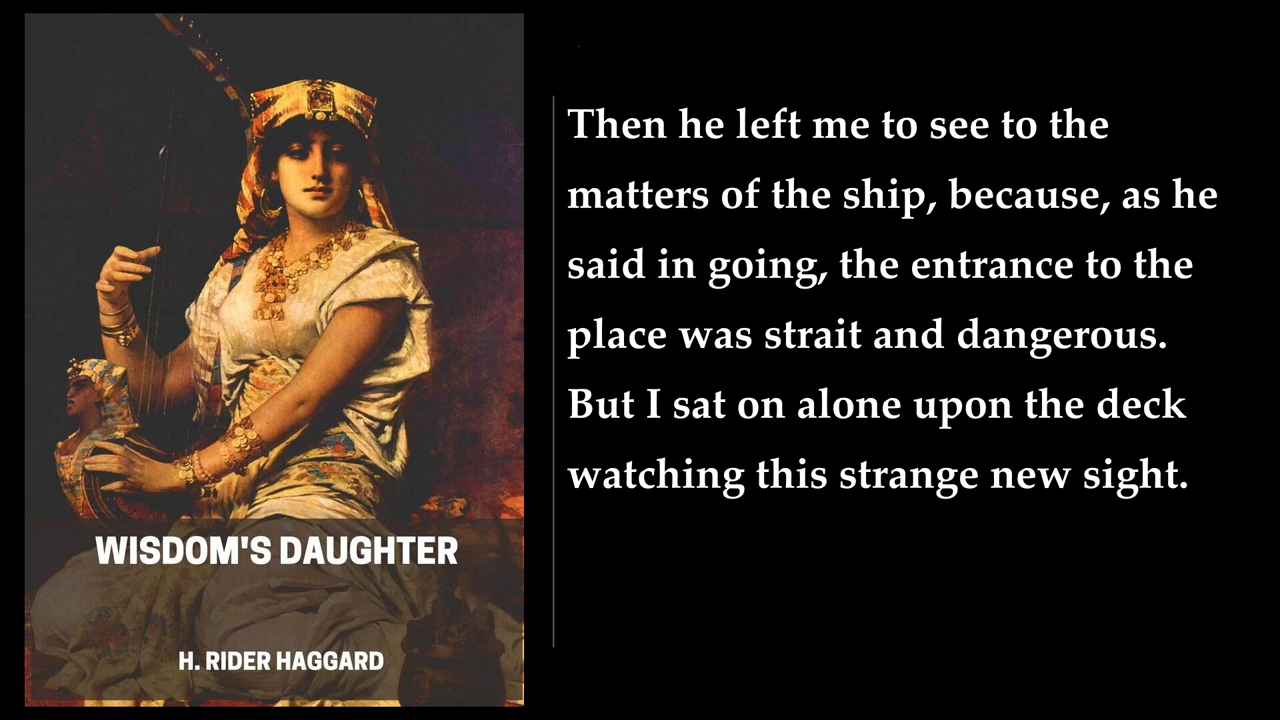 WISDOM'S DAUGHTER
H. RIDER HAGGARD
Then he left me to see to the
matters of the ship, because, as he
said in going, the entrance to the
place was strait and dangerous.
But I sat on alone upon the deck
watching this strange new sight.